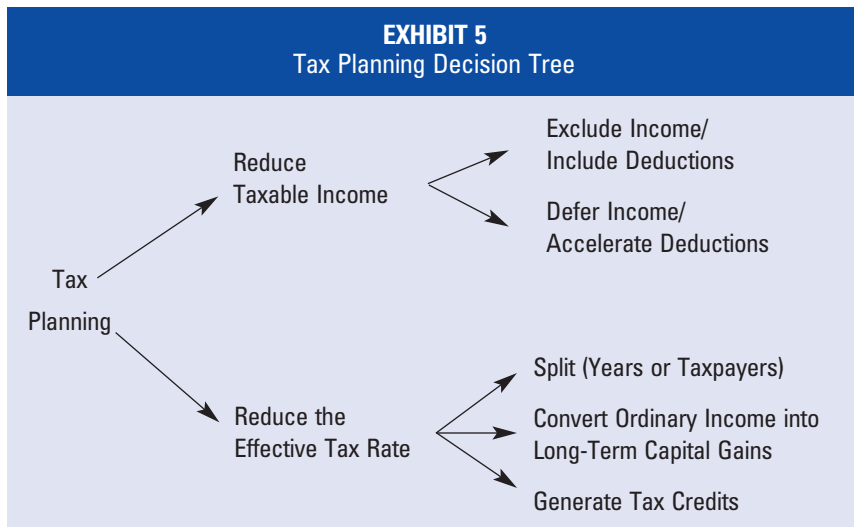 EXHIBIT 5
Tax Planning Decision Tree
Tax
Planning
Reduce
Taxable Income
Exclude Income/
Include Deductions
Defer Income/
Accelerate Deductions
Reduce the
Effective Tax Rate
Split (Years or Taxpayers)
Convert Ordinary Income into
Long-Term Capital Gains
Generate Tax Credits